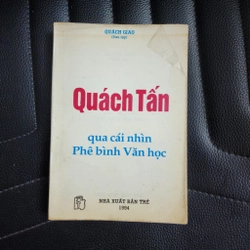 QUÁCH GIAO
Quách Tấn
qua cái nhìn
Phê bình Văn học
NHÀ XUẤT BẢN TRẺ
1994